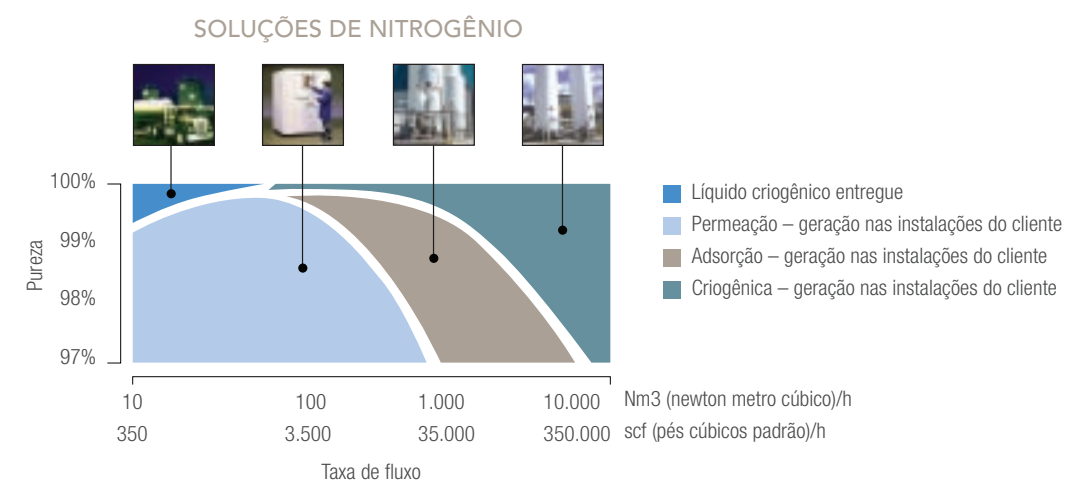 SOLUÇÕES DE NITROGÊNIO
100%
99%
98%
97%
Pureza
Líquido criogênico entregue
Permeação – geração nas instalações do cliente
Adsorção – geração nas instalações do cliente
Criogênica – geração nas instalações do cliente
10 100 1.000 10.000 Nm3 (newton metro cúbico)/h
350 3.500 35.000 350.000 scf (pés cúbicos padrão)/h
Taxa de fluxo